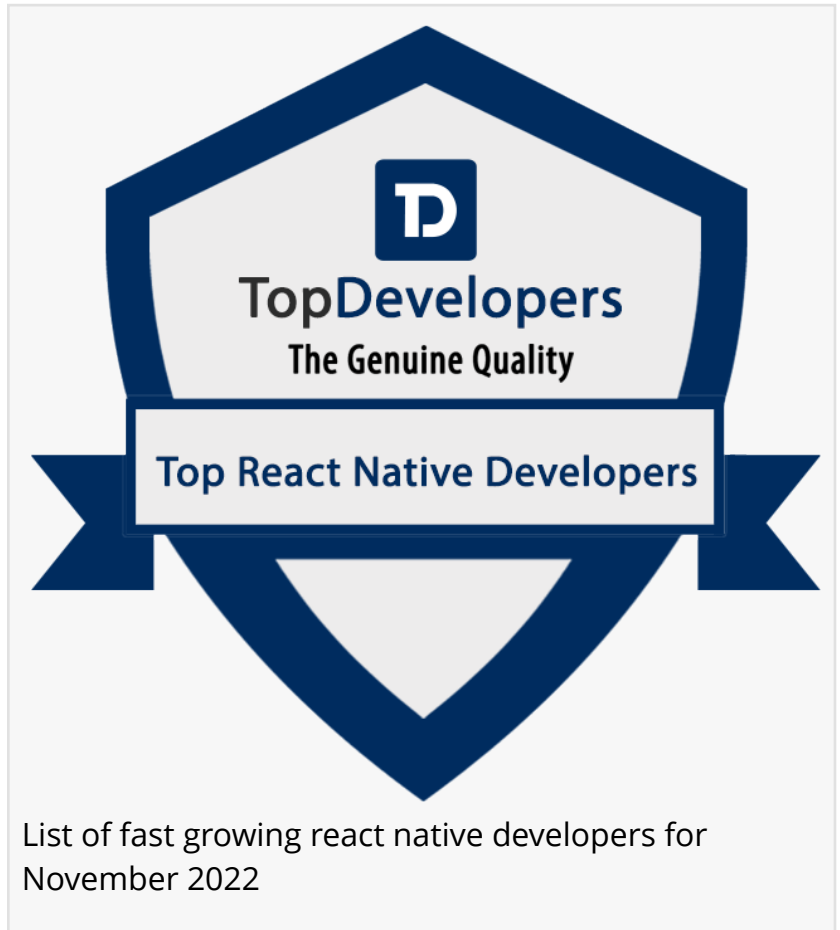 TD
TopDevelopers
The Genuine Quality
Top React Native Developers
List of fast growing react native developers for
November 2022